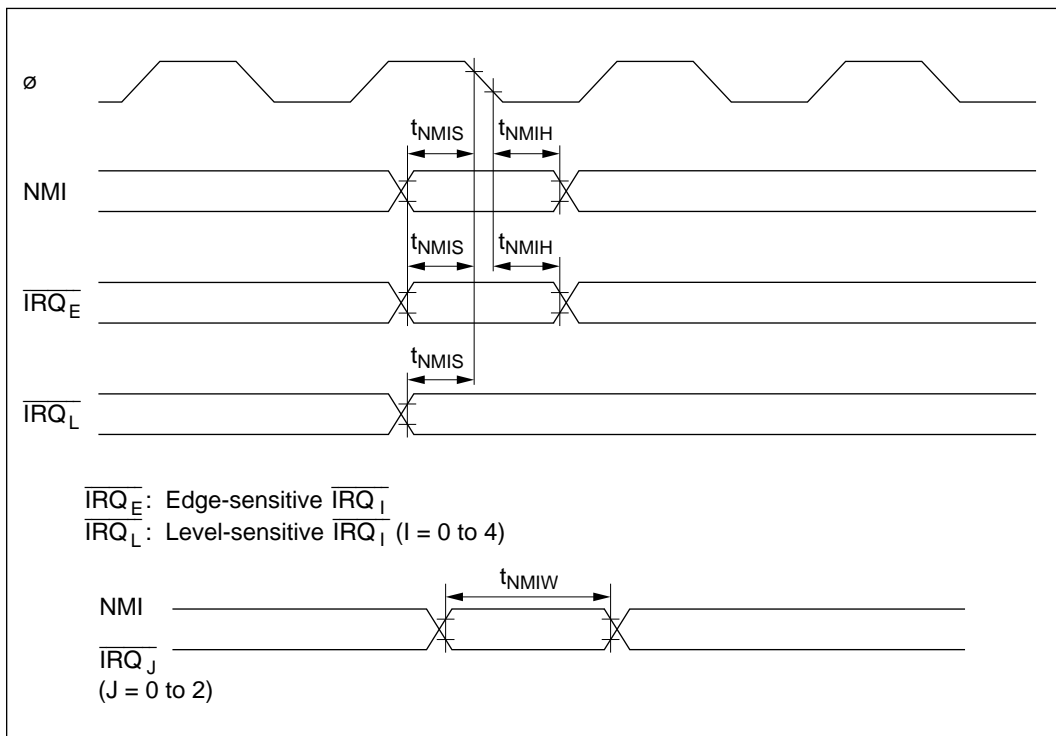 ø
tNMIS tNMIH
NMI
tNMIS tNMIH
IRQE
tNMIS
IRQL
IRQE: Edge-sensitive IRQI
IRQL: Level-sensitive IRQI (I = 0 to 4)
tNMIW
NMI
IRQJ
(J = 0 to 2)